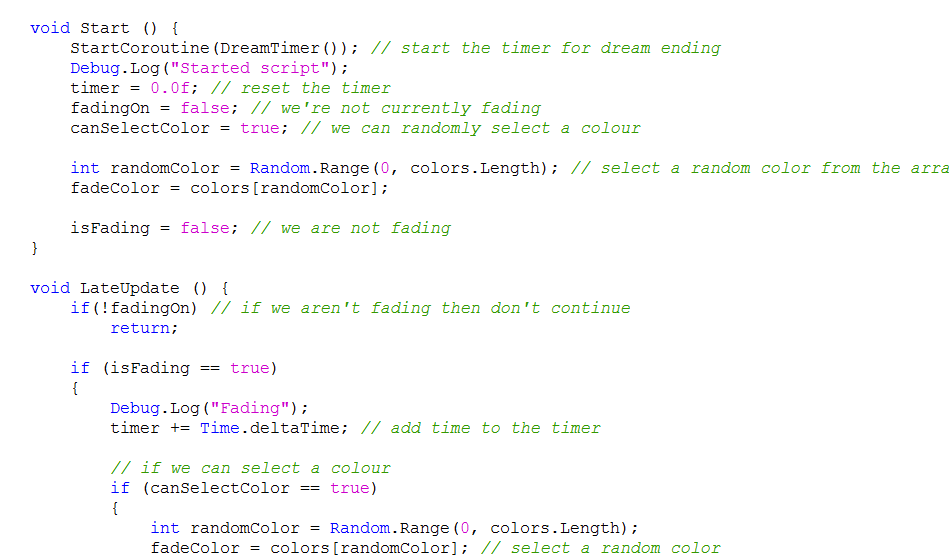 void Start () {
    StartCoroutine(DreamTimer()); // start the timer for dream ending
    Debug.Log("Started script");
    timer = 0.0f; // reset the timer
    fadingOn = false; // we're not currently fading
    canSelectColor = true; // we can randomly select a colour

    int randomColor = Random.Range(0, colors.Length); // select a random color from the arra
    fadeColor = colors[randomColor];

    isFading = false; // we are not fading
}

void LateUpdate () {
    if(!fadingOn) // if we aren't fading then don't continue
        return;

    if (isFading == true)
    {
        Debug.Log("Fading");
        timer += Time.deltaTime; // add time to the timer

        // if we can select a colour
        if (canSelectColor == true)
        {
            int randomColor = Random.Range(0, colors.Length);
            fadeColor = colors[randomColor]; // select a random color